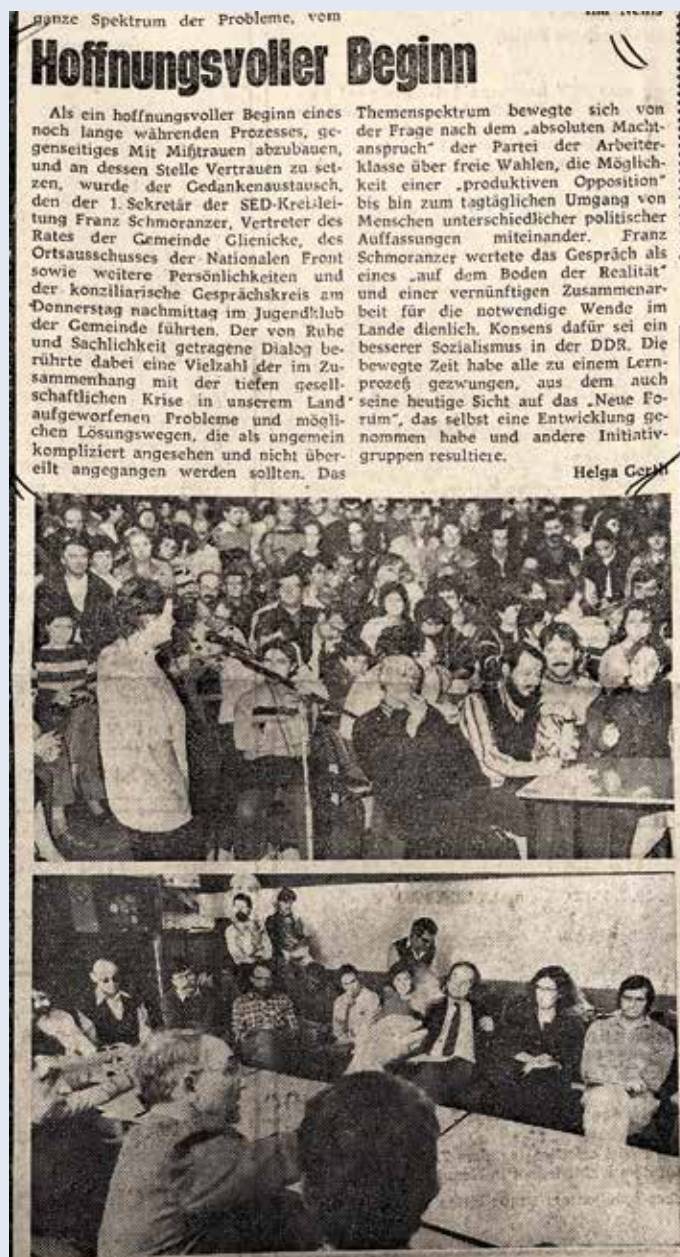 ganze Spektrum der Probleme, vom
Hoffnungsvoller Beginn
Als ein hoffnungsvoller Beginn eines
noch lange währenden Prozesses, ge-
genseitiges Mit Mißtrauen abzubauen,
und an dessen Stelle Vertrauen zu set-
zen, wurde der Gedankenaustausch,
den der 1. Sekretär der SED-Kreislei-
tung Franz Schmoranzer, Vertreter des
Rates der Gemeinde Glienicke, des
Ortsausschusses der Nationalen Front
sowie weitere Persönlichkeiten und
der konziliarische Gesprächskreis am
Donnerstag nachmittag im Jugendklub
der Gemeinde führten. Der von Ruhe
und Sachlichkeit getragene Dialog be-
rührte dabei eine Vielzahl der im Zu-
sammenhang mit der tiefen gesell-
schaftlichen Krise in unserem Land
aufgeworfenen Probleme und mögli-
chen Lösungswegen, die als ungemein
kompliziert angesehen und nicht über-
eilt angegangen werden sollten. Das
Themenspektrum bewegte sich von
der Frage nach dem „absoluten Macht-
anspruch" der Partei der Arbeiter-
klasse über freie Wahlen, die Möglich-
keit einer „produktiven Opposition"
bis hin zum tagtäglichen Umgang von
Menschen unterschiedlicher politischer
Auffassungen miteinander. Franz
Schmoranzer wertete das Gespräch als
eines „auf dem Boden der Realität"
und einer vernünftigen Zusammenar-
beit für die notwendige Wende im
Lande dienlich. Konsens dafür sei ein
besserer Sozialismus in der DDR. Die
bewegte Zeit habe alle zu einem Lern-
prozeß gezwungen, aus dem auch
seine heutige Sicht auf das „Neue Fo-
rum", das selbst eine Entwicklung ge-
nommen habe und andere Initiativ-
gruppen resultiere.
Helga Gerth